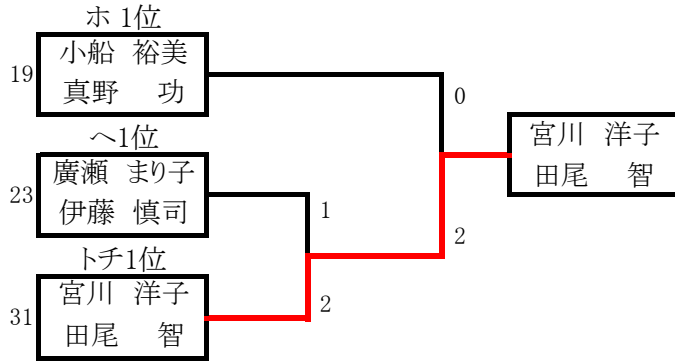 ホ 1位
19
小船 裕美
真野 功
0
宮川 洋子
田尾 智
ヘ1位
23
廣瀬 まり子
伊藤 慎司
1
2
トチ1位
31
宮川 洋子
田尾 智
2